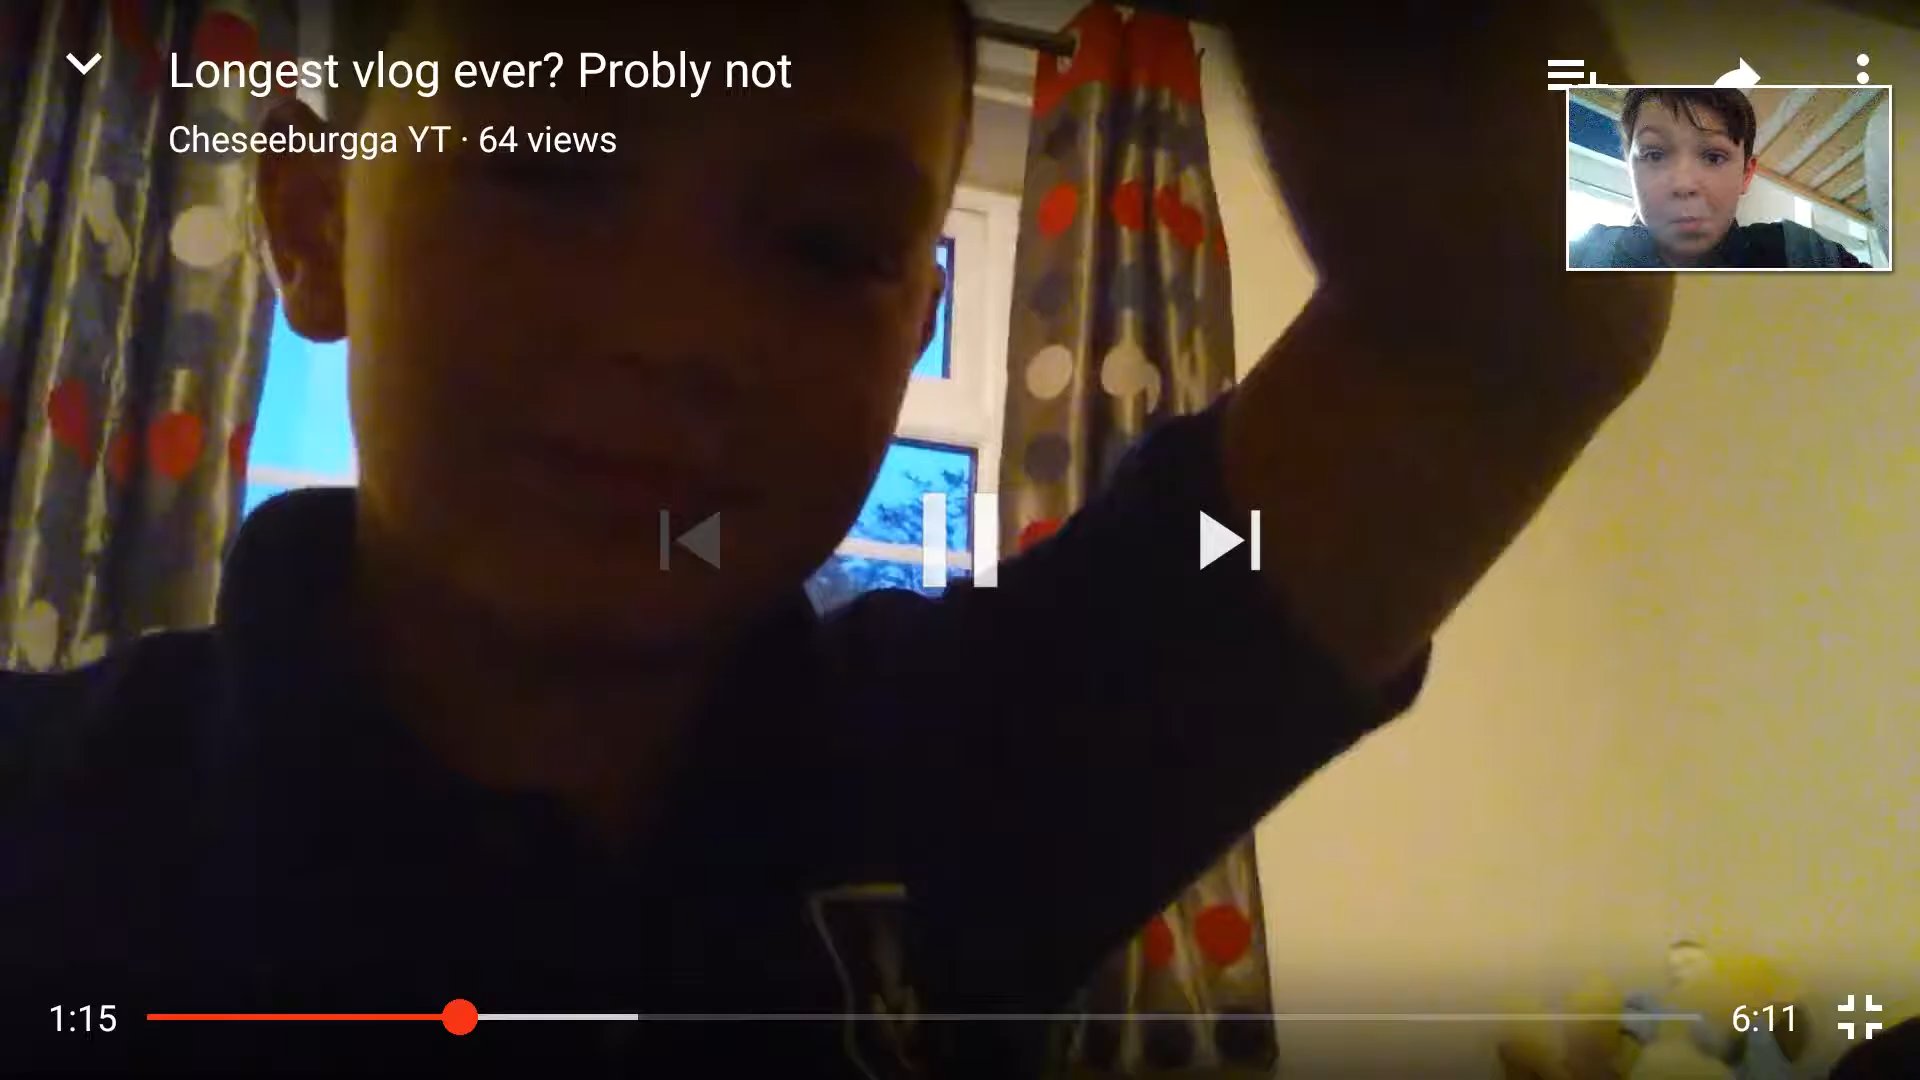 Longest vlog ever? Probly not
Cheseeburgga YT · 64 views
1:15
6:11